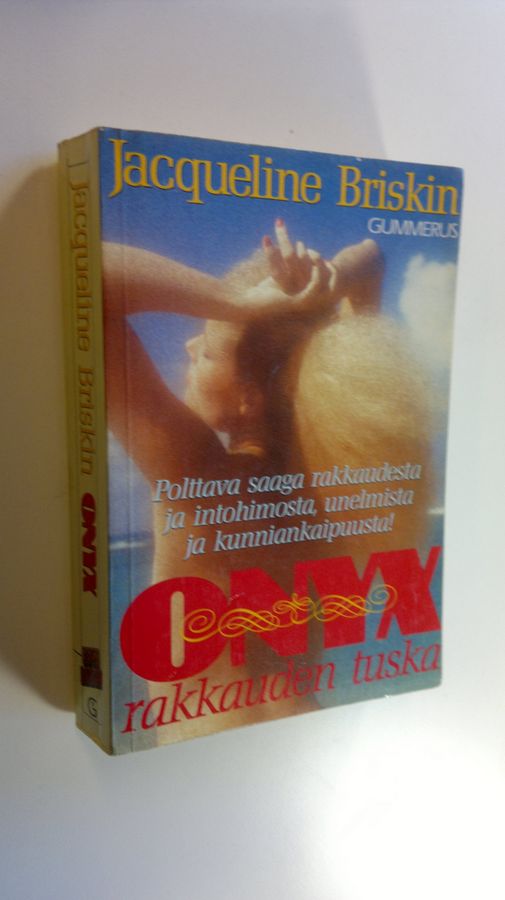 Jacqueline Briskin
GUMMERUS
Polttava saaga rakkaudesta
ja intohimosta, unelmista
ja kunniankaipuusta!
ONYX
rakkauden tuska
Jacqueline Briskin ONYX
G